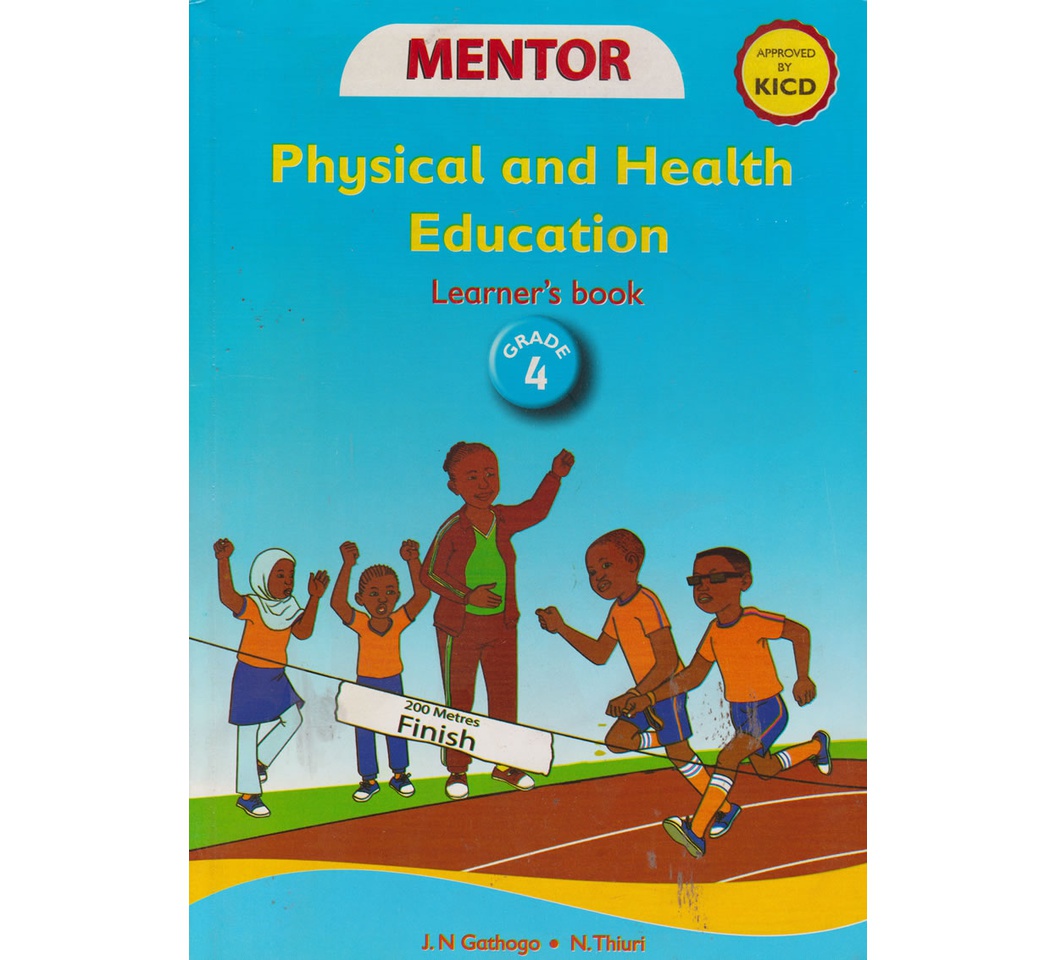 MENTOR
APPROVED
BY
KICD
Physical and Health
Education
Learner's book
GRADE
4
200 Metres
Finish
J. N Gathogo • N. Thiuri